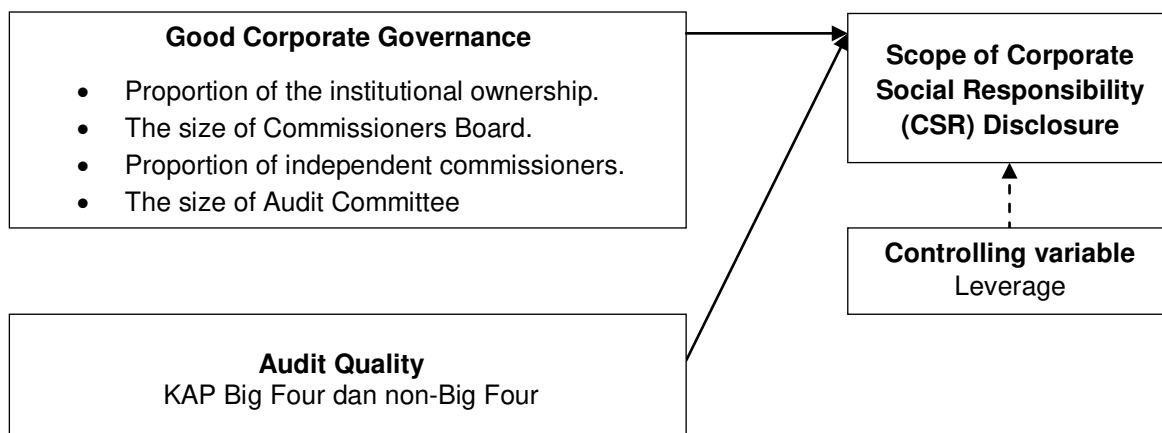 Good Corporate Governance
• Proportion of the institutional ownership.
• The size of Commissioners Board.
• Proportion of independent commissioners.
• The size of Audit Committee
Scope of Corporate
Social Responsibility
(CSR) Disclosure
Controlling variable
Leverage
Audit Quality
KAP Big Four dan non-Big Four